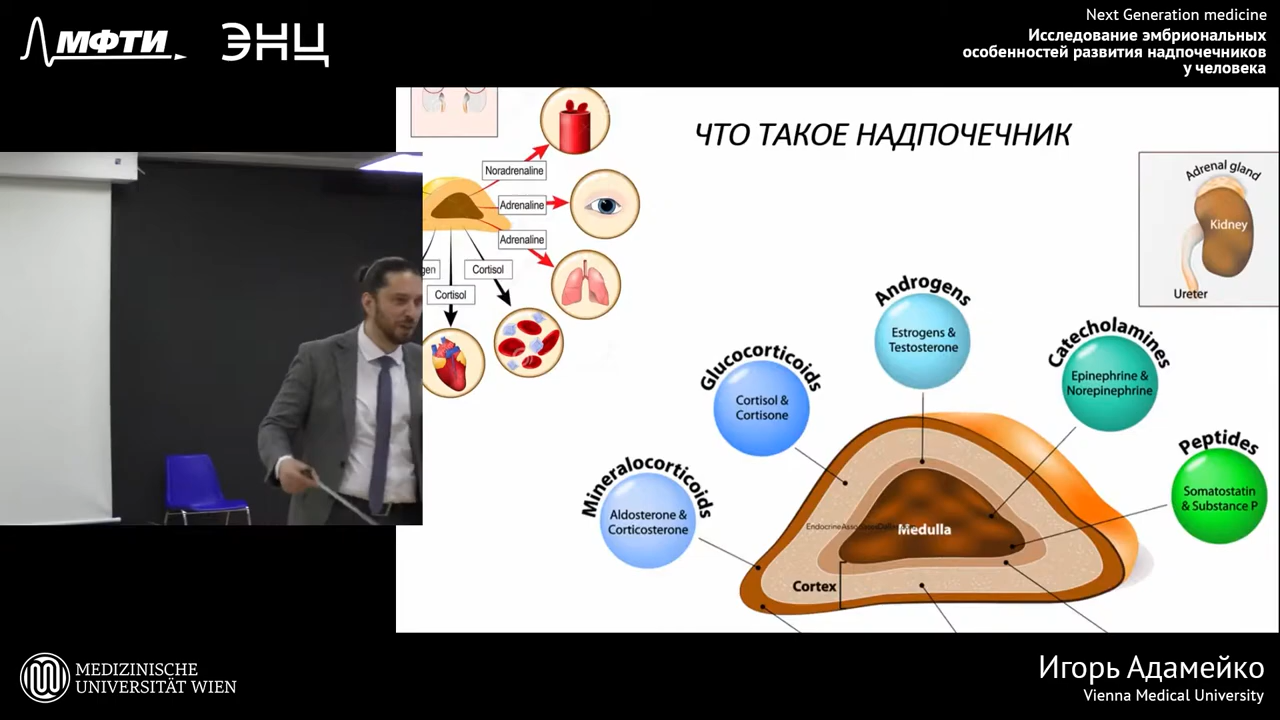 МФТИ
ЭНЦ
Next Generation medicine
Исследование эмбриональных
особенностей развития надпочечников
у человека
ЧТО ТАКОЕ НАДПОЧЕЧНИК
Noradrenaline
Adrenaline
Adrenaline
gen
Cortisol
Cortisol
Adrenal gland
Kidney
Ureter
Androgens
Estrogens &
Testosterone
Glucocorticoids
Cortisol &
Cortisone
Catecholamines
Epinephrine &
Norepinephrine
Mineralocorticoids
Aldosterone &
Corticosterone
Peptides
Somatostatin
& Substance P
Medulla
Cortex
MEDIZINISCHE
UNIVERSITÄT WIEN
Игорь Адамейко
Vienna Medical University